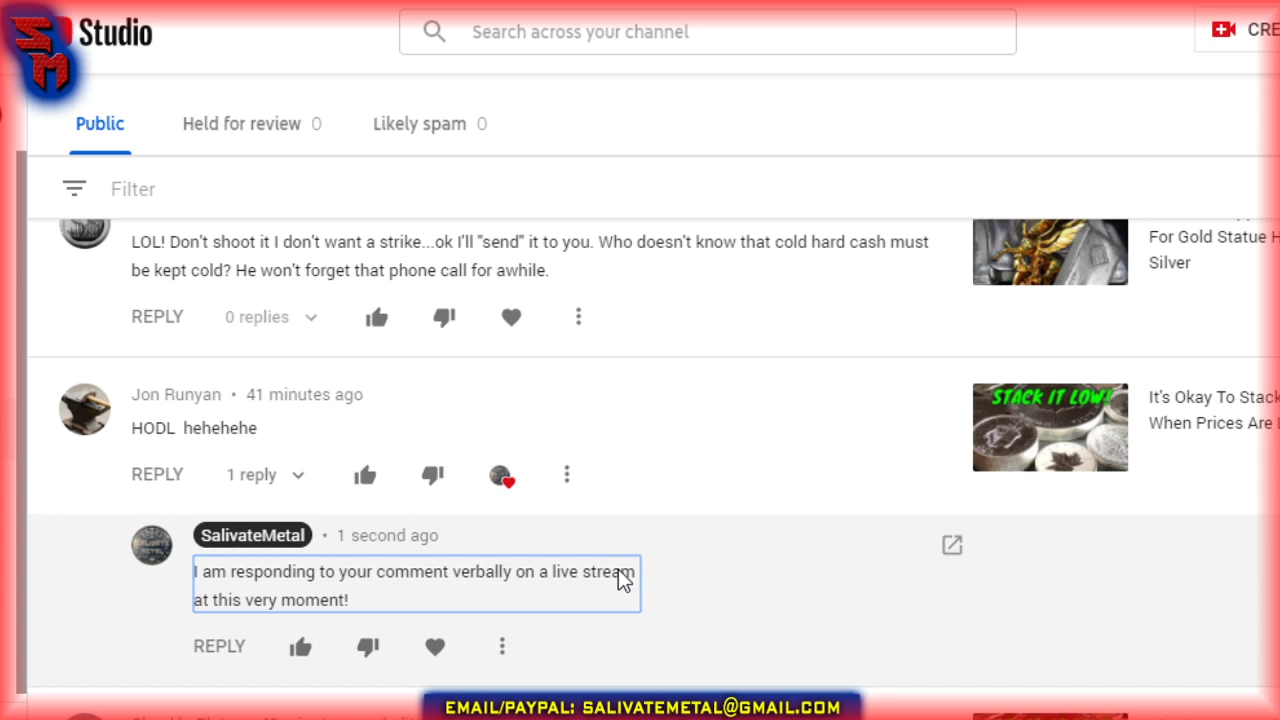 SM
Studio
Search across your channel
CRE
Public
Held for review 0
Likely spam 0
Filter
LOL! Don't shoot it I don't want a strike...ok I'll "send" it to you. Who doesn't know that cold hard cash must
be kept cold? He won't forget that phone call for awhile.
For Gold Statue H
Silver
REPLY
0 replies
Jon Runyan • 41 minutes ago
HODL hehehehe
STACK IT LOW!
It's Okay To Stack
When Prices Are L
REPLY
1 reply
SalivateMetal • 1 second ago
I am responding to your comment verbally on a live stream
at this very moment!
REPLY
EMAIL/PAYPAL: SALIVATEMETAL@GMAIL.COM